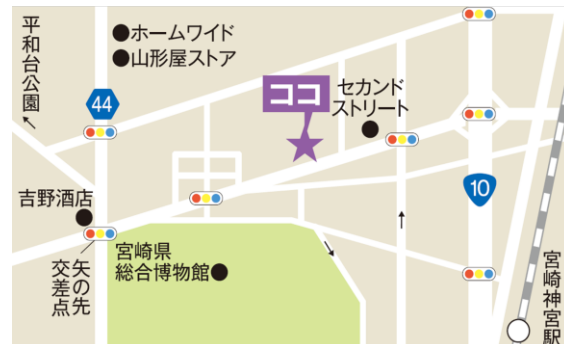 平和台公園
↖
●ホームワイド
●山形屋ストア
44
ココ
セカンド
ストリート
吉野酒店
10
矢の先
交差点
宮崎県
総合博物館
宮崎神宮駅